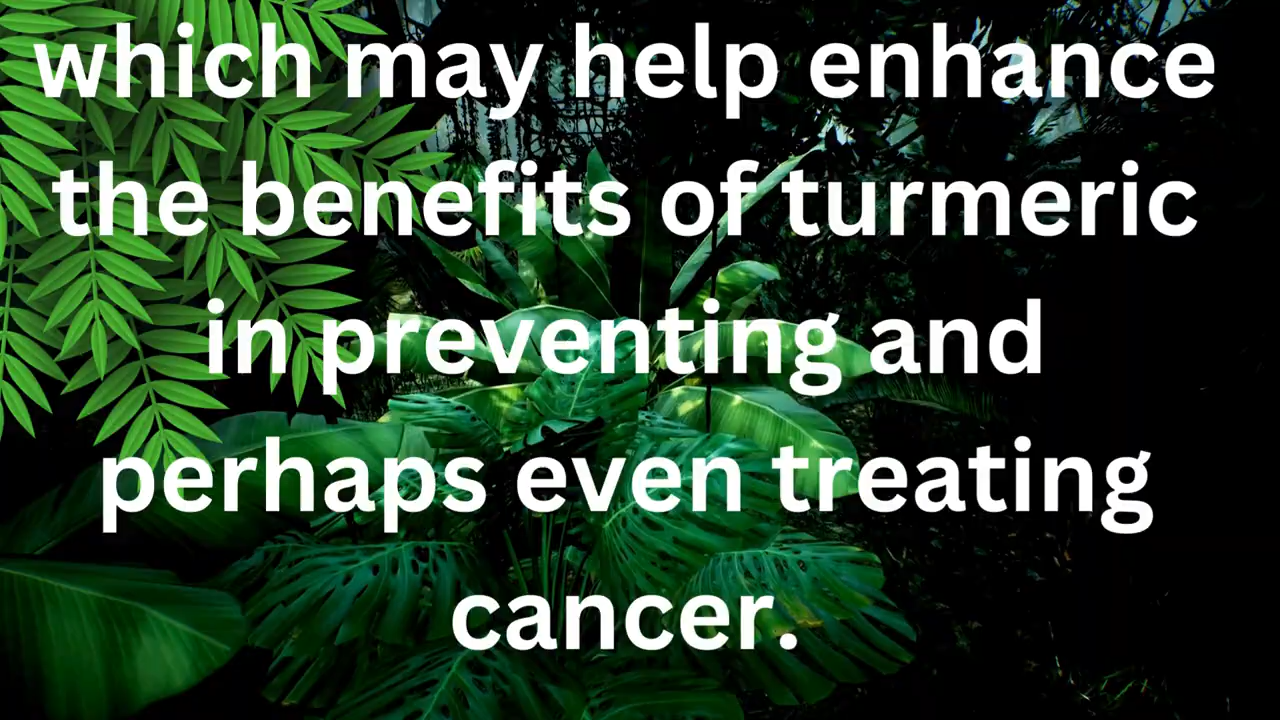 which may help enhance
the benefits of turmeric
in preventing and
perhaps even treating
cancer.